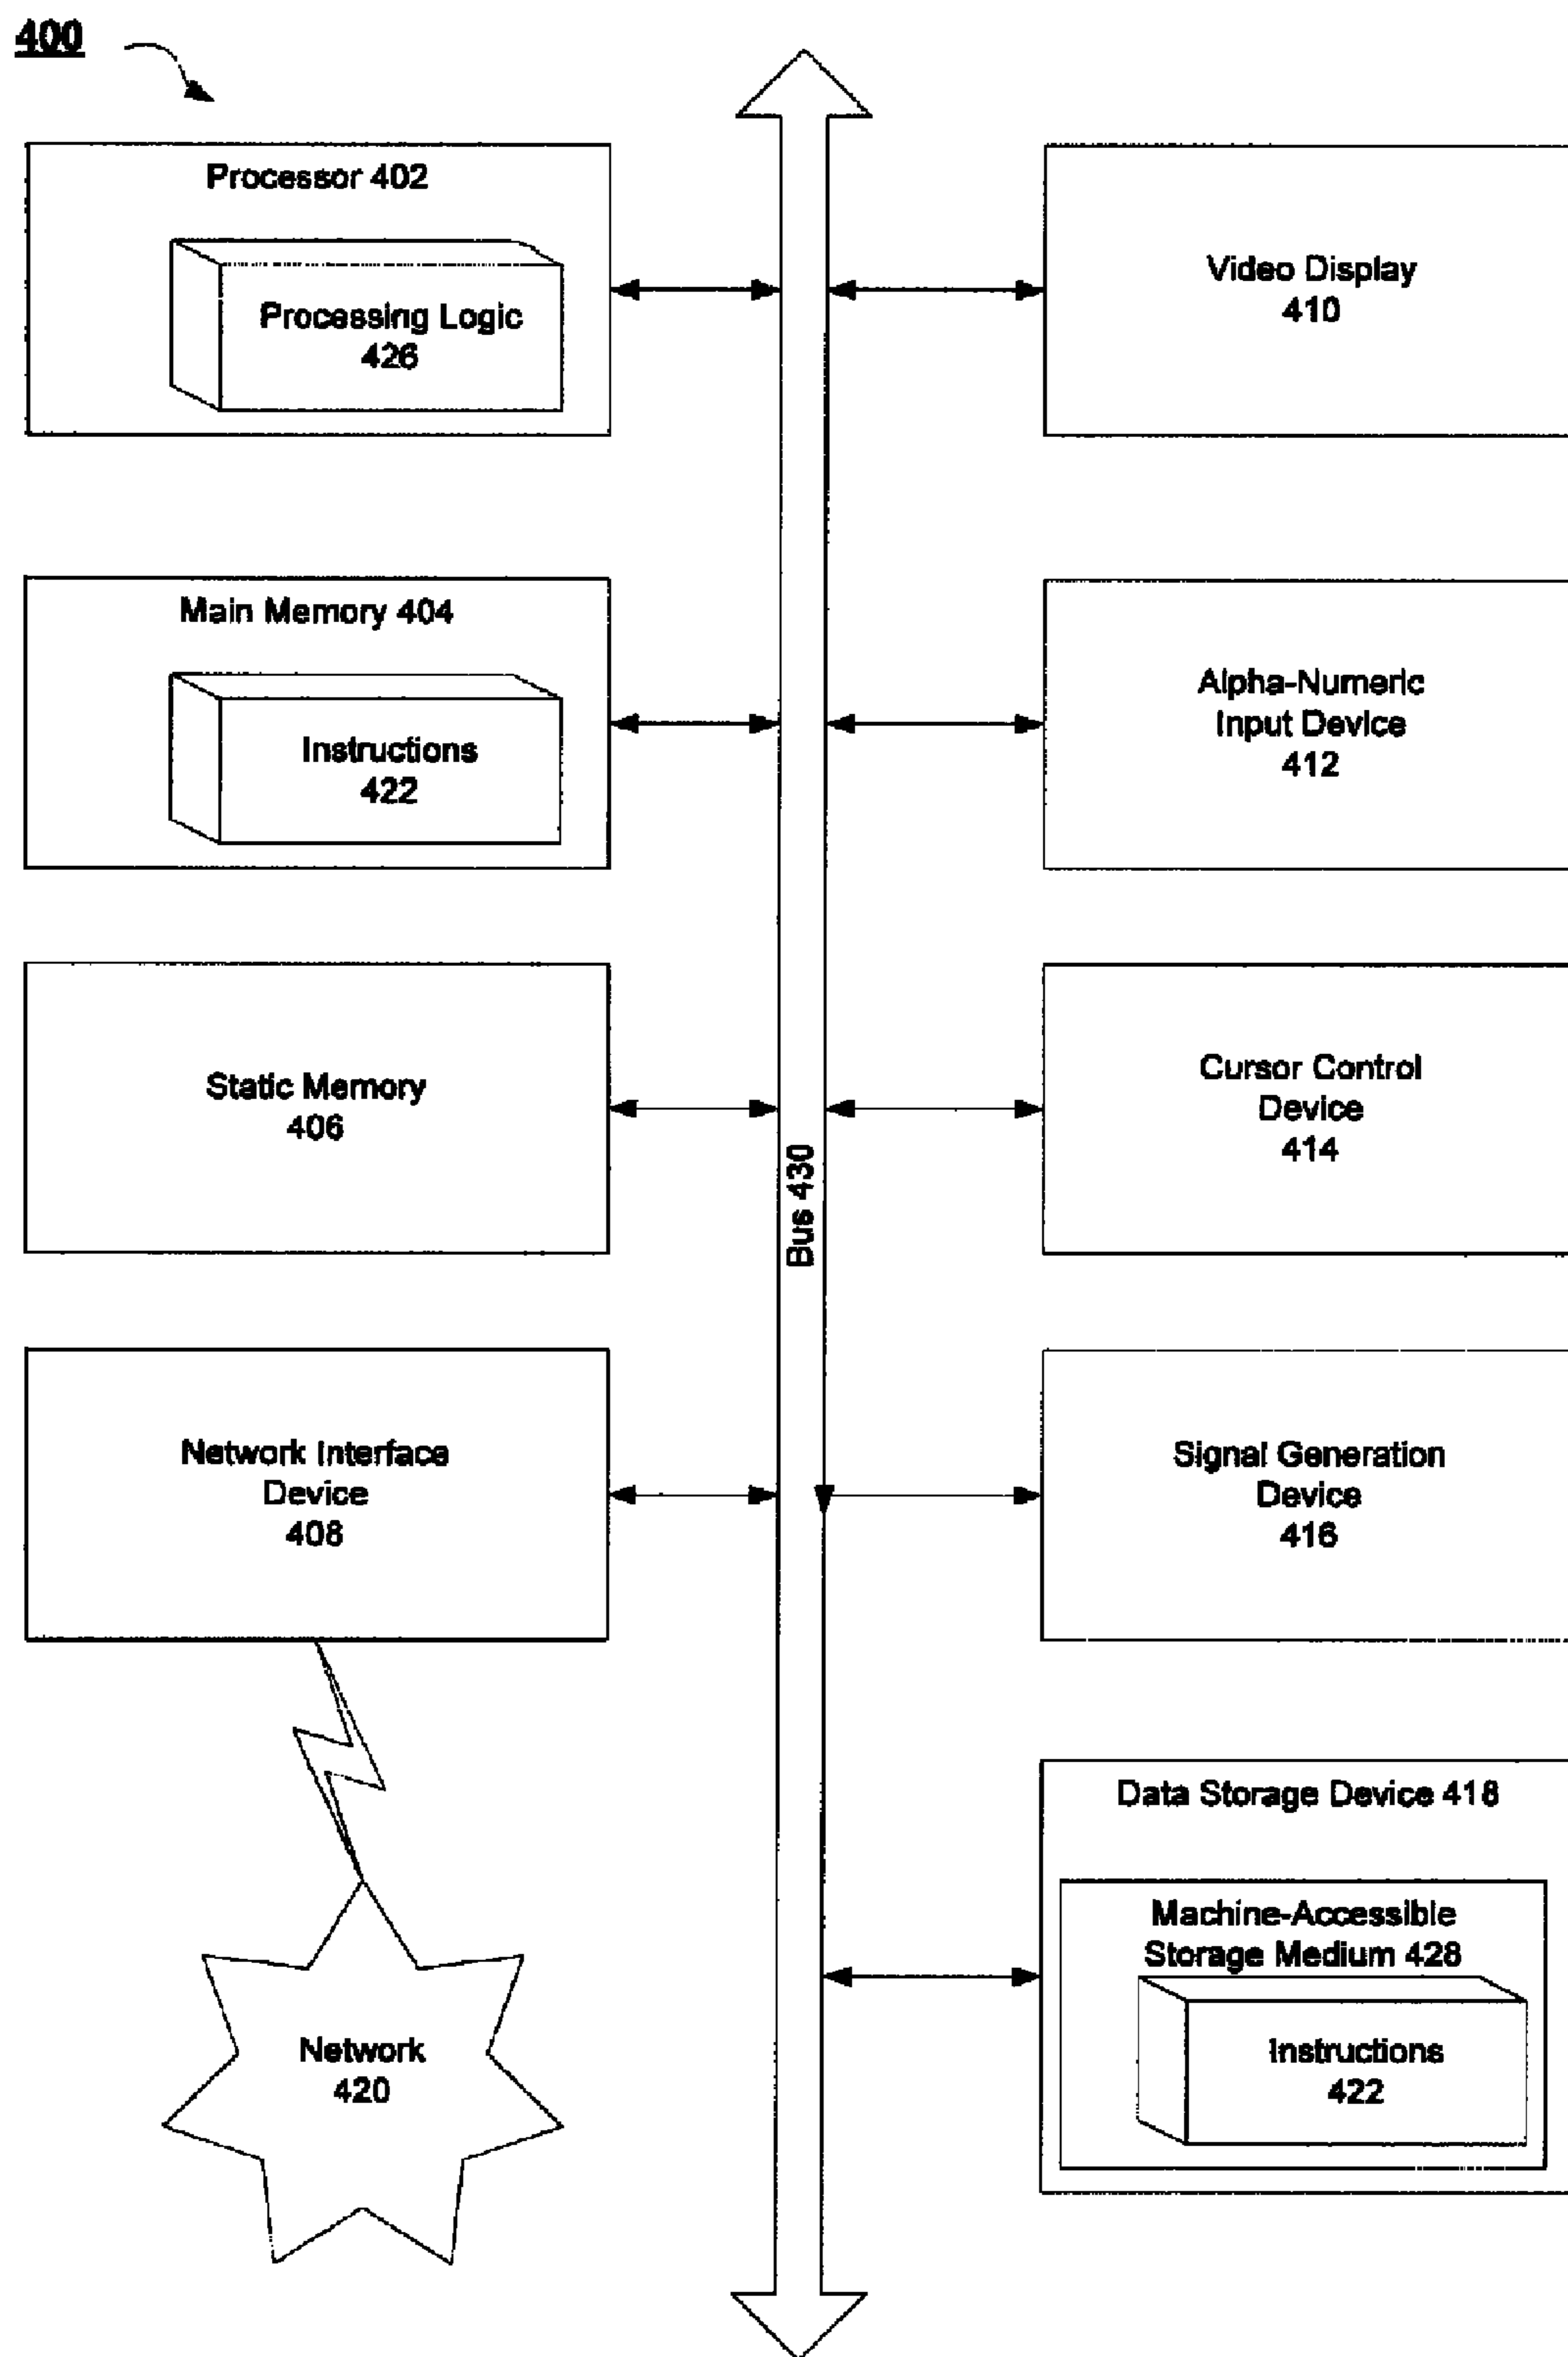 400
Processor 402
Processing Logic
426
Main Memory 404
Instructions
422
Static Memory
406
Network Interface
Device
408
Network
420
Bus 430
Video Display
410
Alpha-Numeric
Input Device
412
Cursor Control
Device
414
Signal Generation
Device
416
Data Storage Device 418
Machine-Accessible
Storage Medium 428
Instructions
422